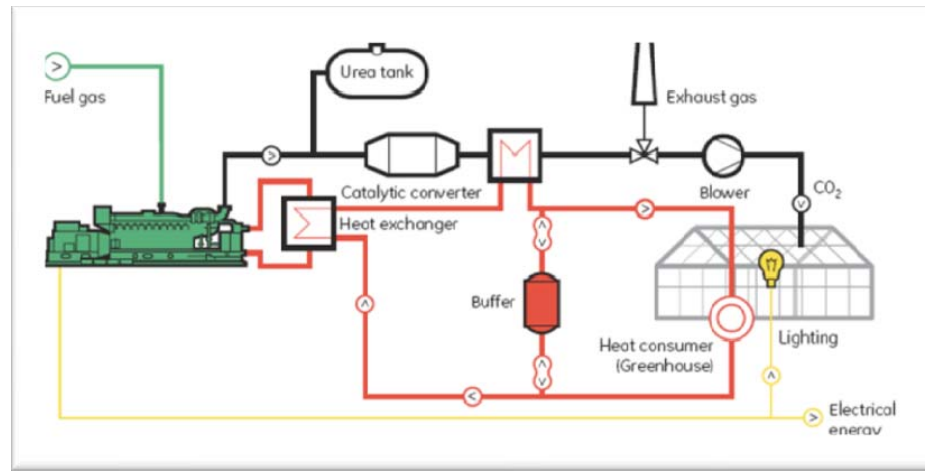 Urea tank
Fuel gas
Exhaust gas
Catalytic converter
Blower
CO₂
Heat exchanger
Buffer
Heat consumer
(Greenhouse)
Lighting
Electrical
energy